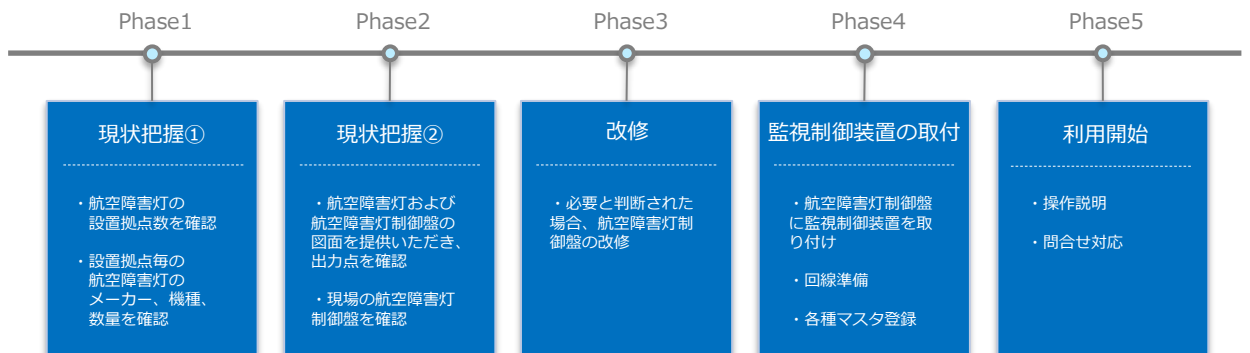 Phase1
Phase2
Phase3
Phase4
Phase5
現状把握①
・航空障害灯の
設置拠点数を確認
・設置拠点毎の
航空障害灯の
メーカー、機種、
数量を確認
現状把握②
・航空障害灯および
航空障害灯制御盤の
図面を提供いただき、
出力点を確認
・現場の航空障害灯
制御盤を確認
改修
・必要と判断された
場合、航空障害灯制
御盤の改修
監視制御装置の取付
・航空障害灯制御盤
に監視制御装置を取
り付け
・回線準備
・各種マスタ登録
利用開始
・操作説明
・問合せ対応